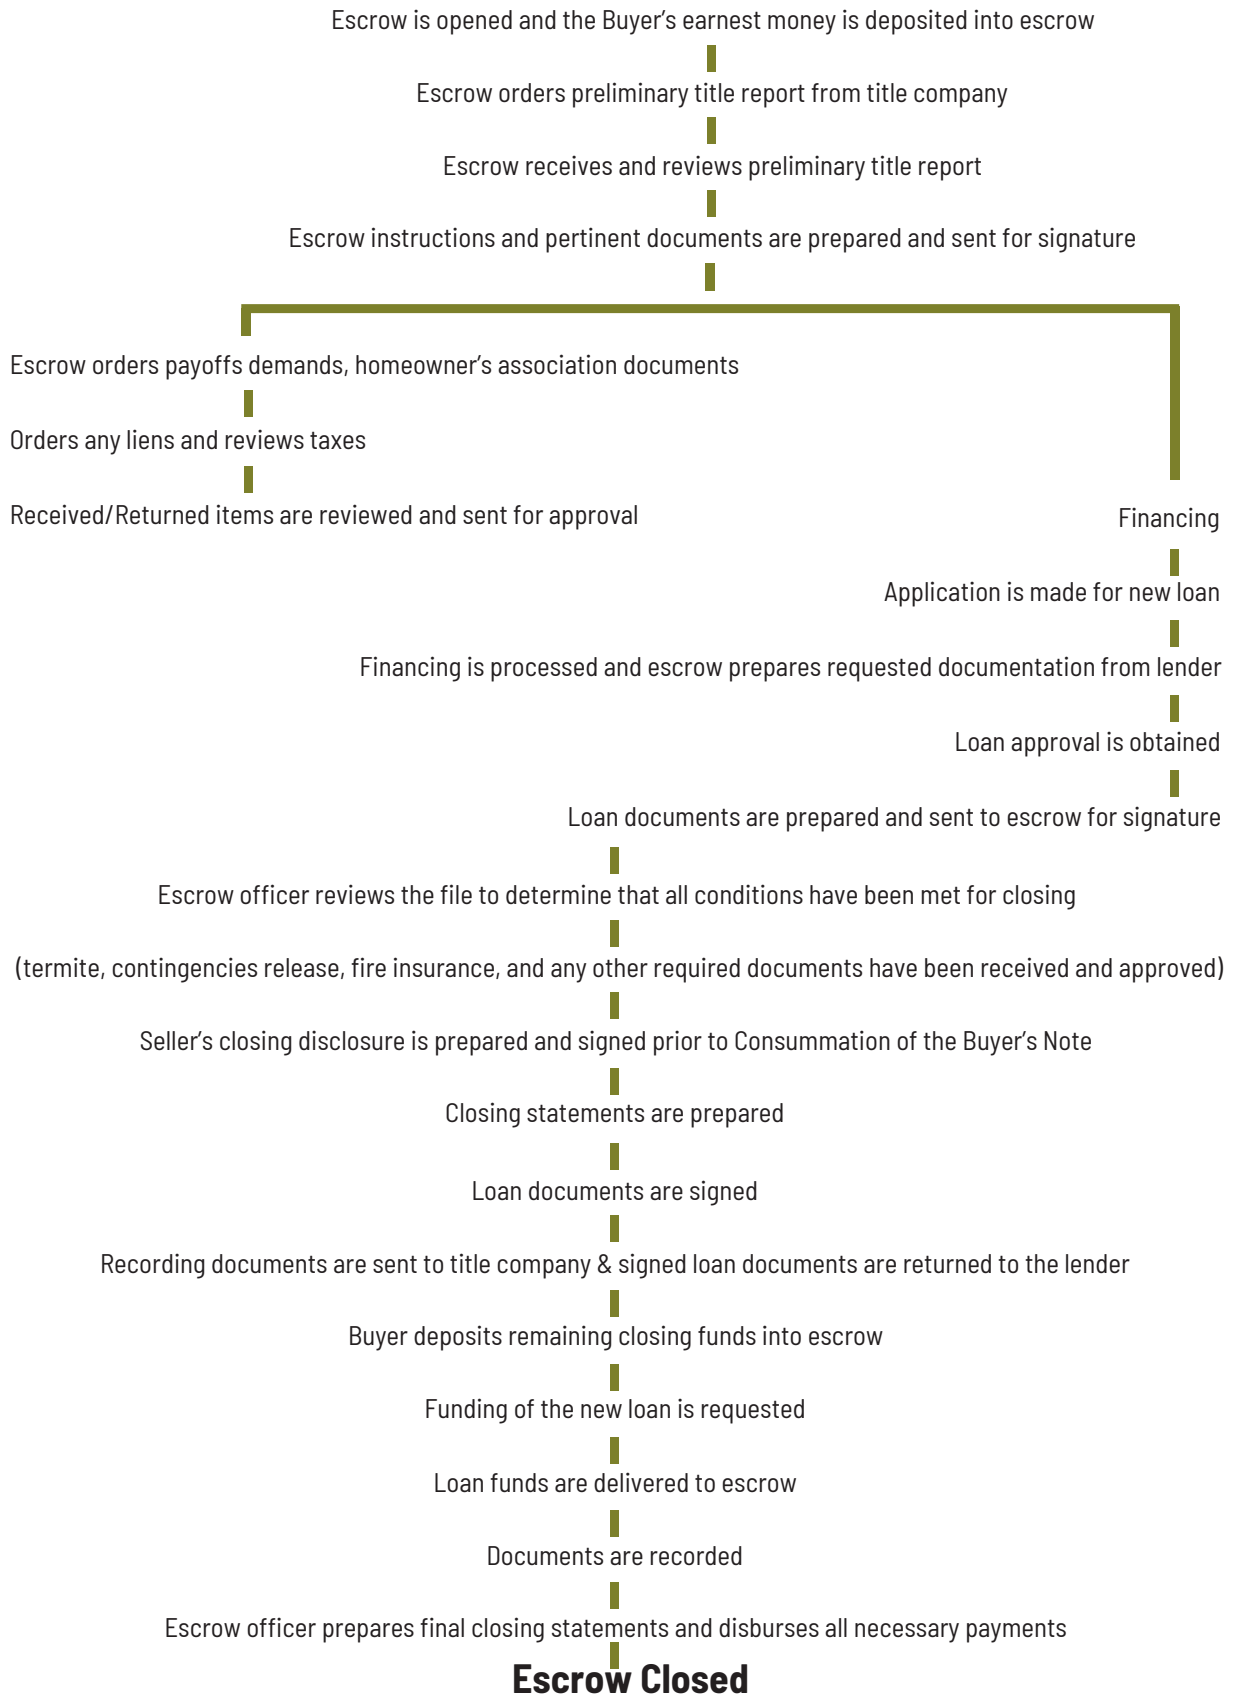 Escrow is opened and the Buyer’s earnest money is deposited into escrow
Escrow orders preliminary title report from title company
Escrow receives and reviews preliminary title report
Escrow instructions and pertinent documents are prepared and sent for signature
Escrow orders payoffs demands, homeowner’s association documents
Orders any liens and reviews taxes
Received/Returned items are reviewed and sent for approval
Financing
Application is made for new loan
Financing is processed and escrow prepares requested documentation from lender
Loan approval is obtained
Loan documents are prepared and sent to escrow for signature
Escrow officer reviews the file to determine that all conditions have been met for closing
(termite, contingencies release, fire insurance, and any other required documents have been received and approved)
Seller’s closing disclosure is prepared and signed prior to Consummation of the Buyer’s Note
Closing statements are prepared
Loan documents are signed
Recording documents are sent to title company & signed loan documents are returned to the lender
Buyer deposits remaining closing funds into escrow
Funding of the new loan is requested
Loan funds are delivered to escrow
Documents are recorded
Escrow officer prepares final closing statements and disburses all necessary payments
Escrow Closed